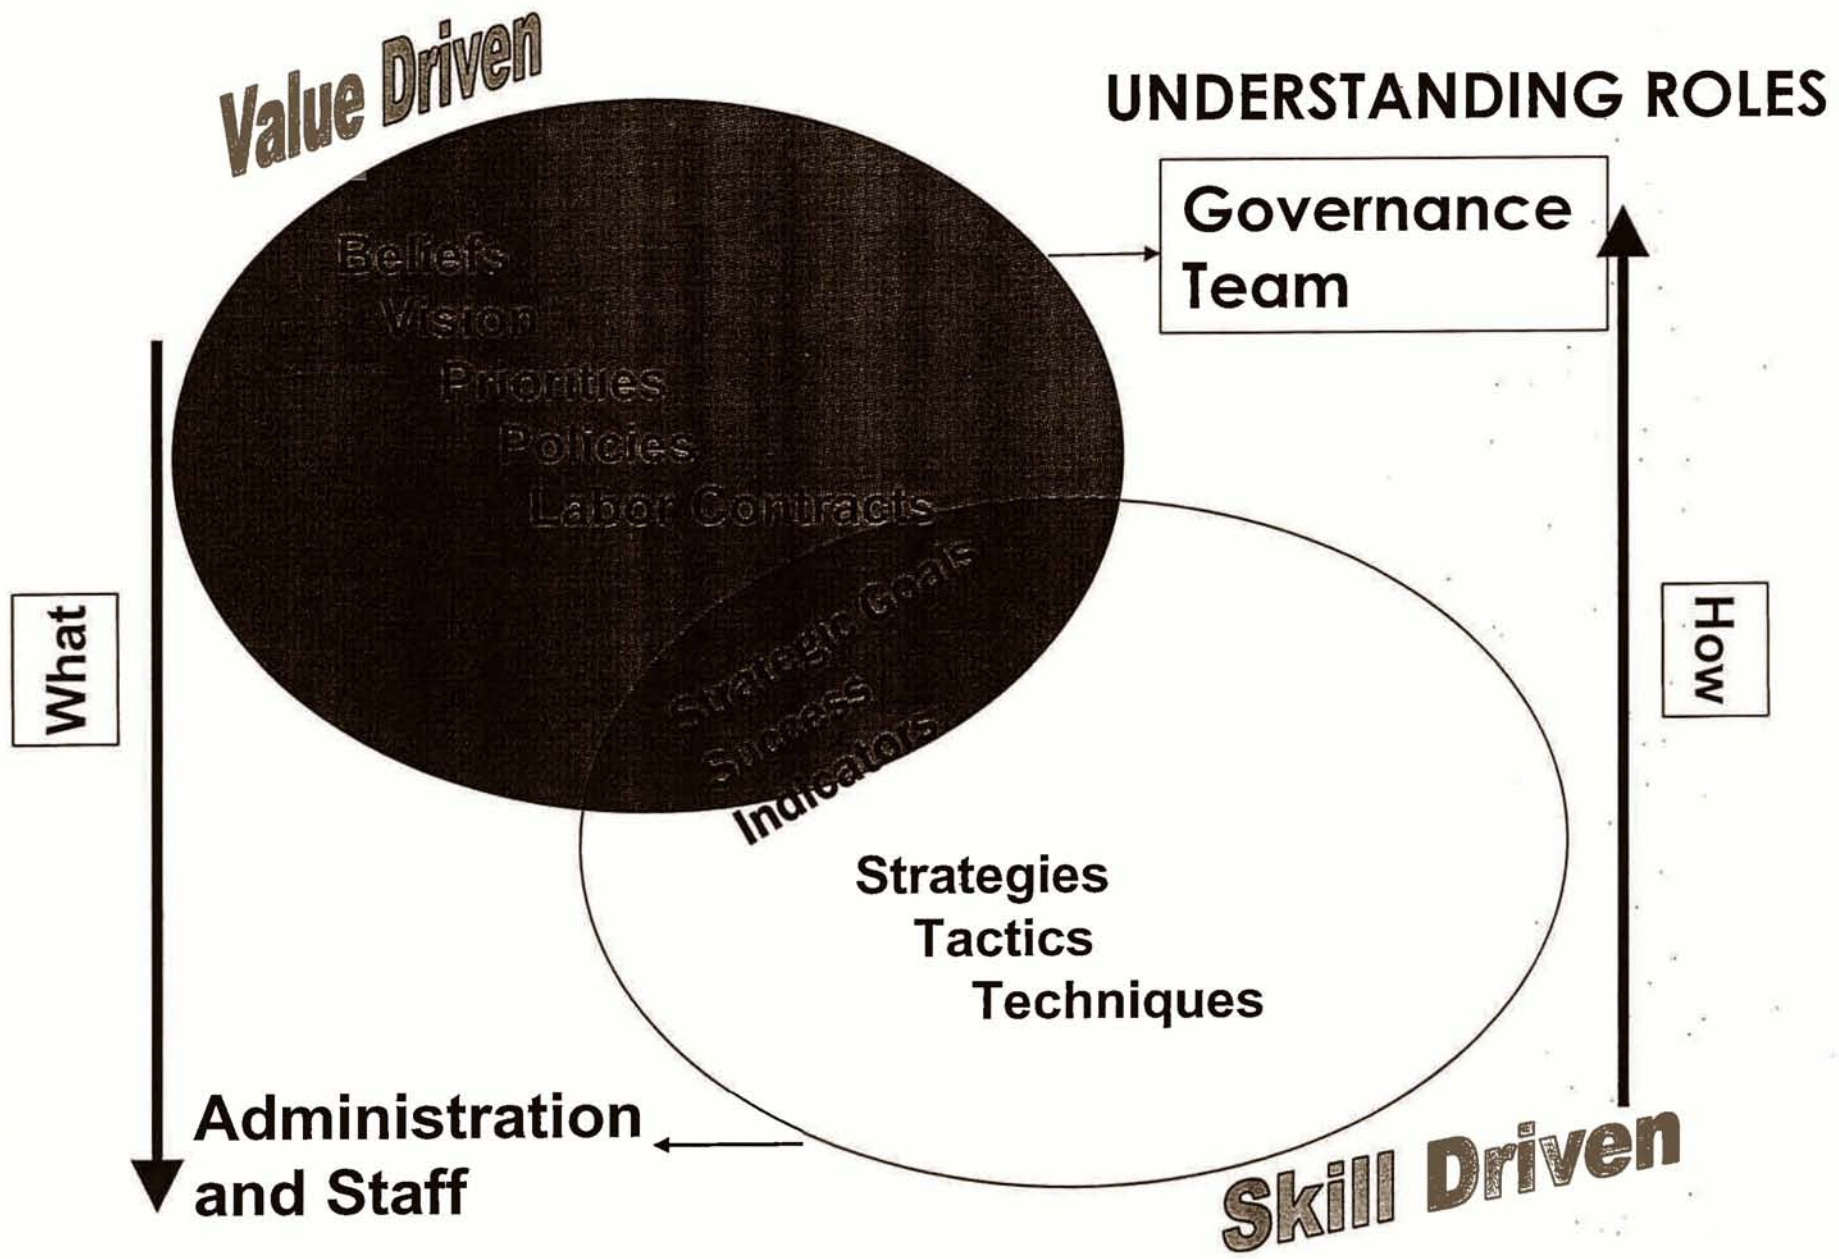 Value Driven
UNDERSTANDING ROLES
Governance
Team
Beliefs
Vision
Priorities
Policies
Labor Contracts
Strategic Goals
Success
Indicators
What
How
Strategies
Tactics
Techniques
Administration
and Staff
Skill Driven